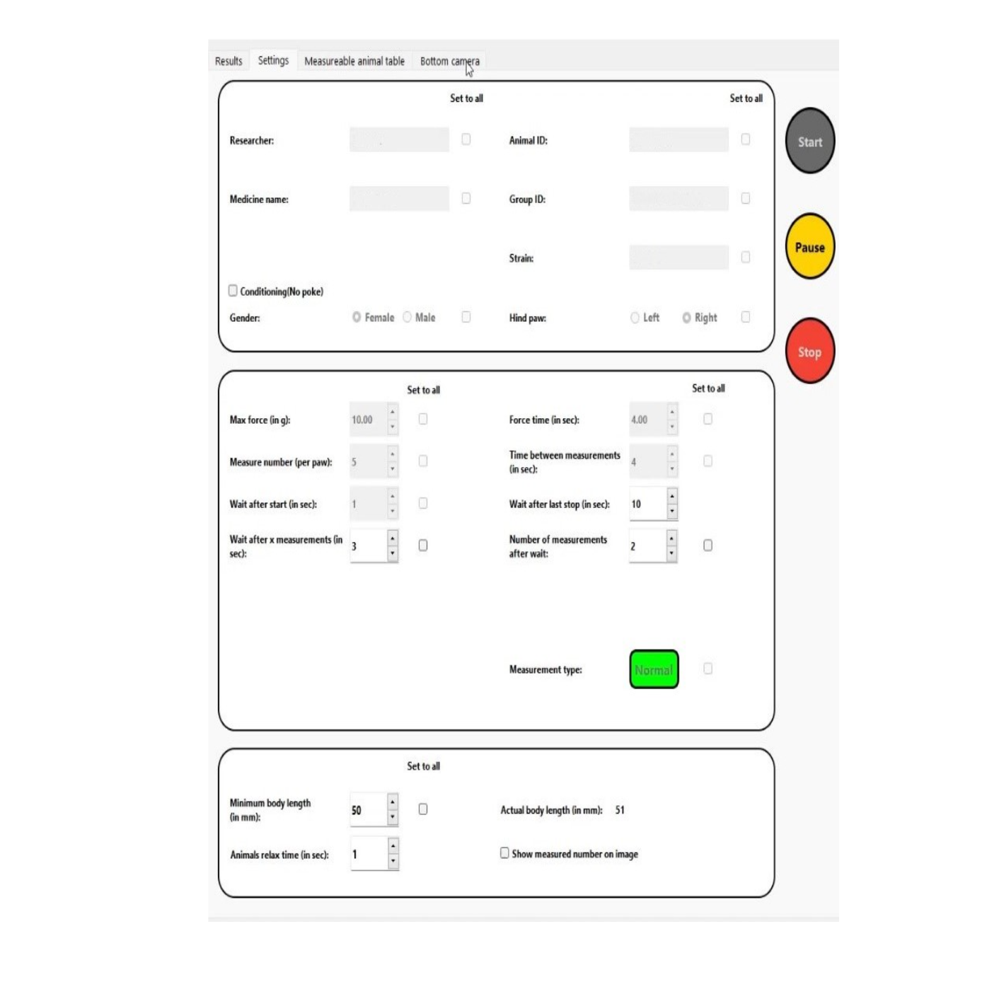 Results Settings Measureable animal table Bottom camera
Set to all Set to all
Researcher: Animal ID: Start
Medicine name: Group ID:
Strain: Pause
Conditioning(No poke)
Gender: Female Male Hind paw: Left Right
Stop
Set to all Set to all
Max force (in g): 10.00 Force time (in sec): 4.00
Measure number (per paw): 5 Time between measurements
(in sec): 4
Wait after start (in sec): 1 Wait after last stop (in sec): 10
Wait after x measurements (in
sec): 3 Number of measurements
after wait: 2
Measurement type: Normal
Set to all
Minimum body length
(in mm): 50 Actual body length (in mm): 51
Animals relax time (in sec): 1 Show measured number on image